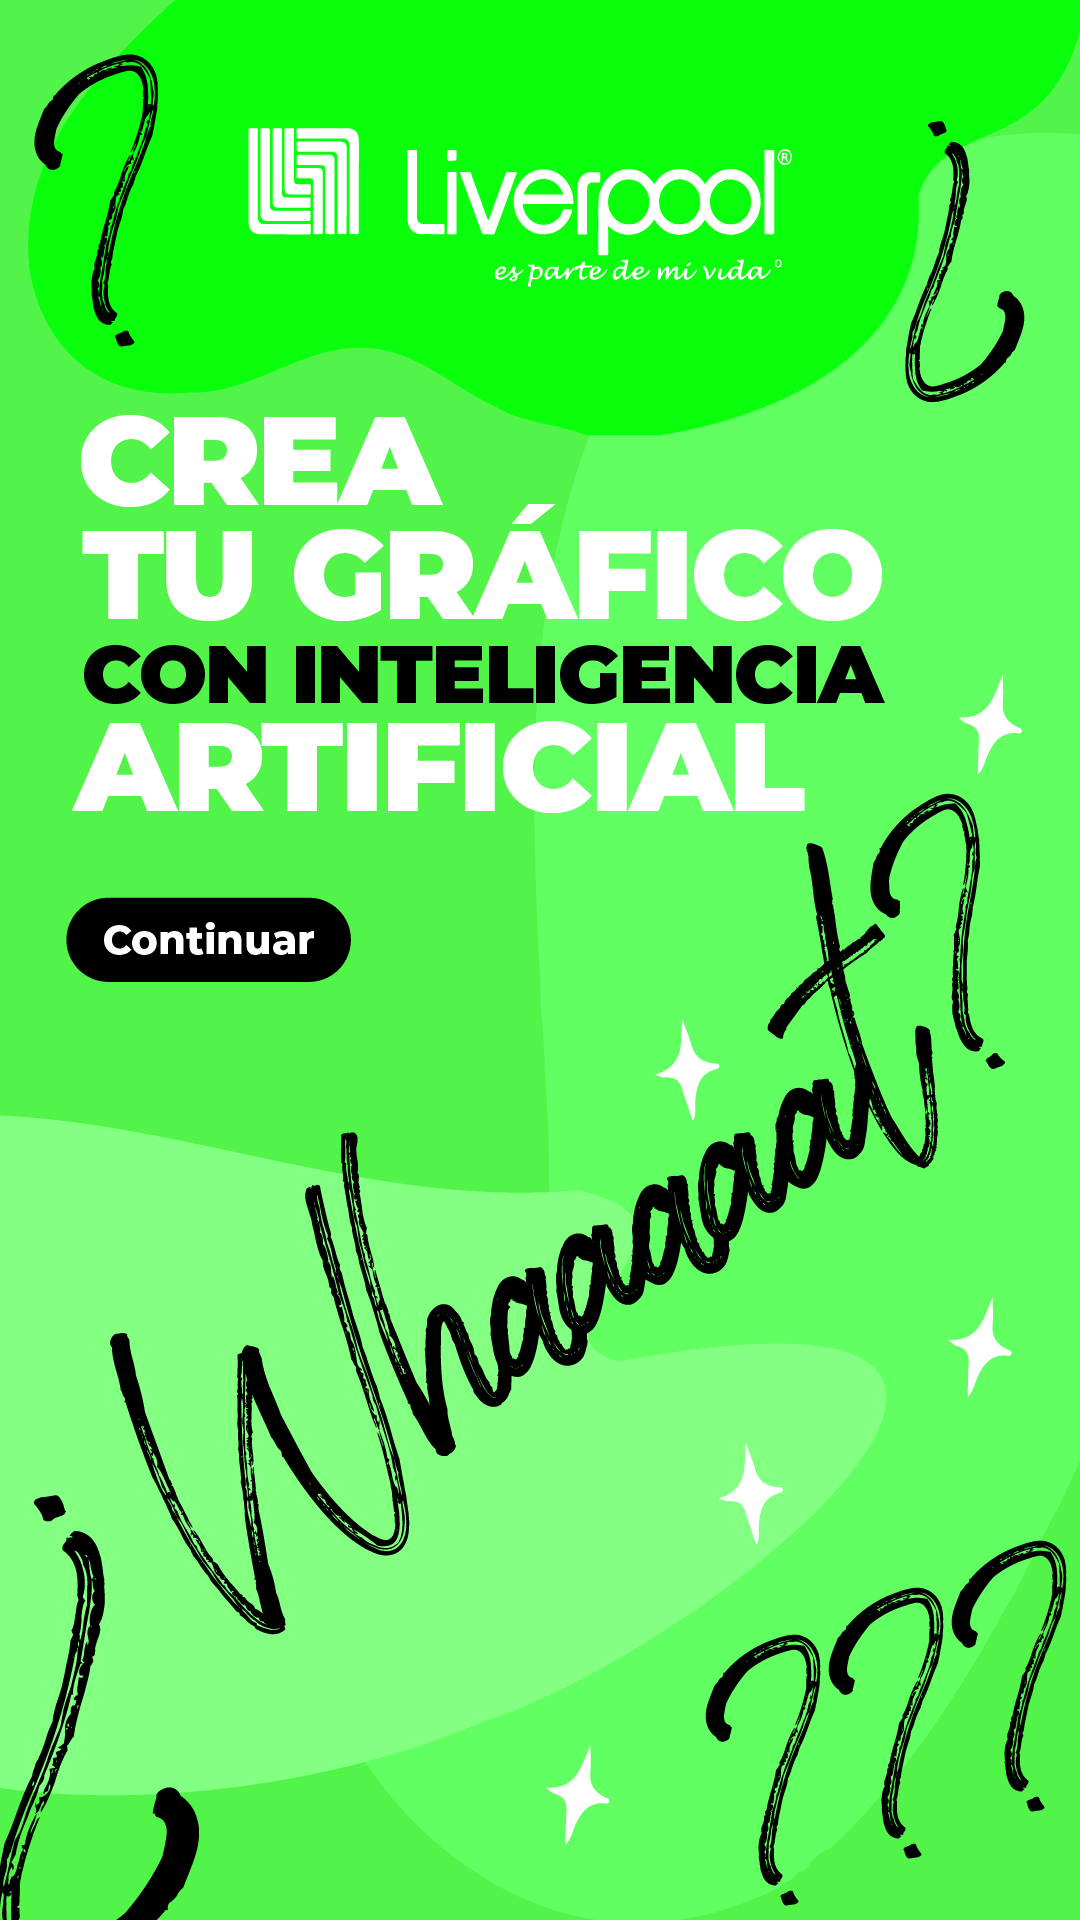 ?
Liverpool®
es parte de mi vida
¿
CREA
TU GRÁFICO
CON INTELIGENCIA
ARTIFICIAL
Continuar
¿Whaaaat?
???